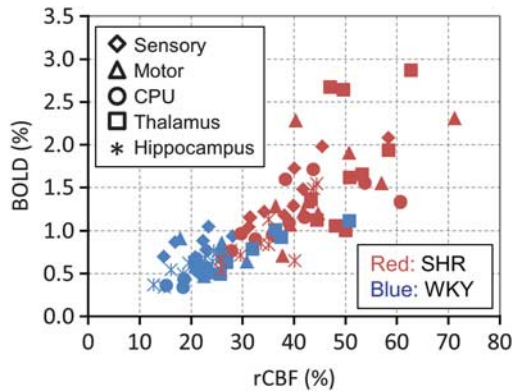 3.5
3.0
2.5
2.0
1.5
1.0
0.5
0.0
BOLD (%)
Sensory
Motor
CPU
Thalamus
Hippocampus
Red: SHR
Blue: WKY
0 10 20 30 40 50 60 70 80
rCBF (%)